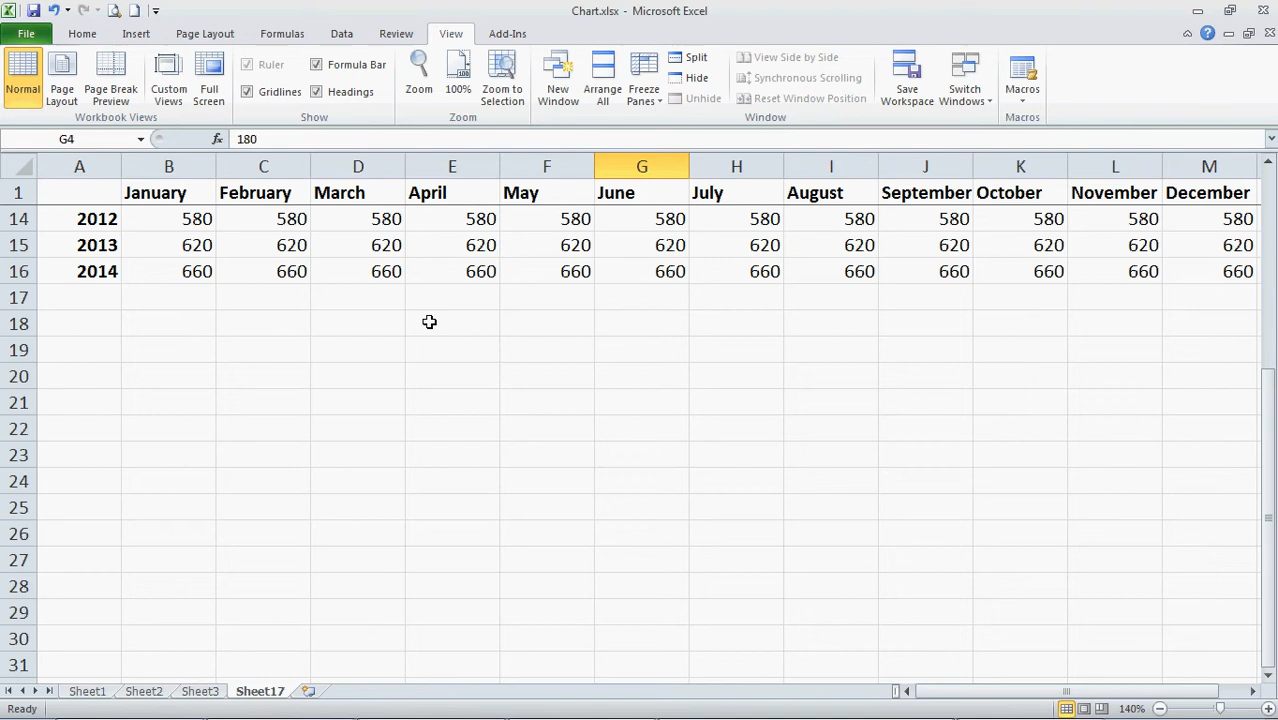 Chart.xlsx - Microsoft Excel
File Home Insert Page Layout Formulas Data Review View Add-Ins
Normal Page Layout Page Break Preview Custom Views Full Screen
Workbook Views
Ruler Formula Bar
Gridlines Headings
Show
Zoom 100% Zoom to Selection
Zoom
New Window Arrange All Freeze Panes
Split
Hide
Unhide
View Side by Side
Synchronous Scrolling
Reset Window Position
Window
Save Workspace Switch Windows
Macros
Macros
G4 fx 180
A B C D E F G H I J K L M
1 January February March April May June July August September October November December
14 2012 580 580 580 580 580 580 580 580 580 580 580 580
15 2013 620 620 620 620 620 620 620 620 620 620 620 620
16 2014 660 660 660 660 660 660 660 660 660 660 660 660
17
18
19
20
21
22
23
24
25
26
27
28
29
30
31
Sheet1 Sheet2 Sheet3 Sheet17
Ready 140%